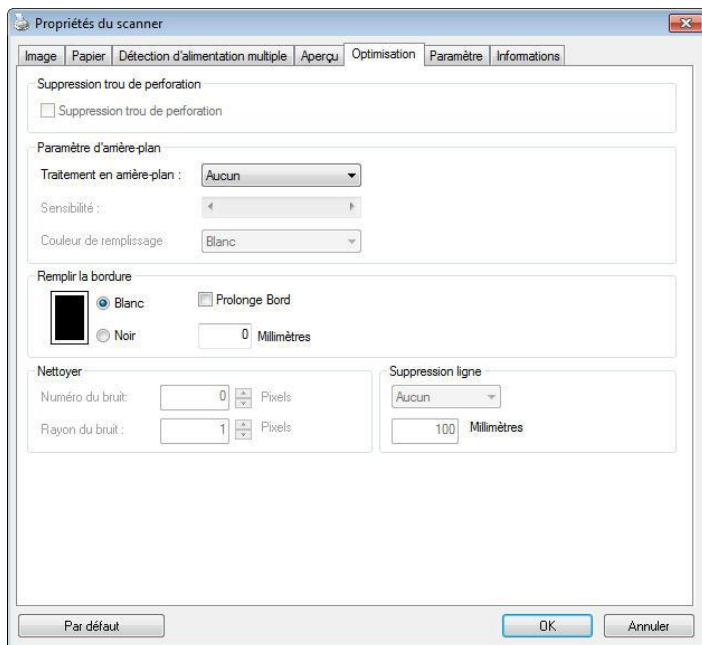 Propriétés du scanner
Image Papier Détection d'alimentation multiple Aperçu Optimisation Paramètre Informations
Suppression trou de perforation
Suppression trou de perforation
Paramètre d'arrière-plan
Traitement en arrière-plan : Aucun
Sensibilité :
Couleur de remplissage Blanc
Remplir la bordure
Blanc Prolonge Bord
Noir 0 Millimètres
Nettoyer Suppression ligne
Numéro du bruit: 0 Pixels Aucun
Rayon du bruit : 1 Pixels 100 Millimètres
Par défaut OK Annuler